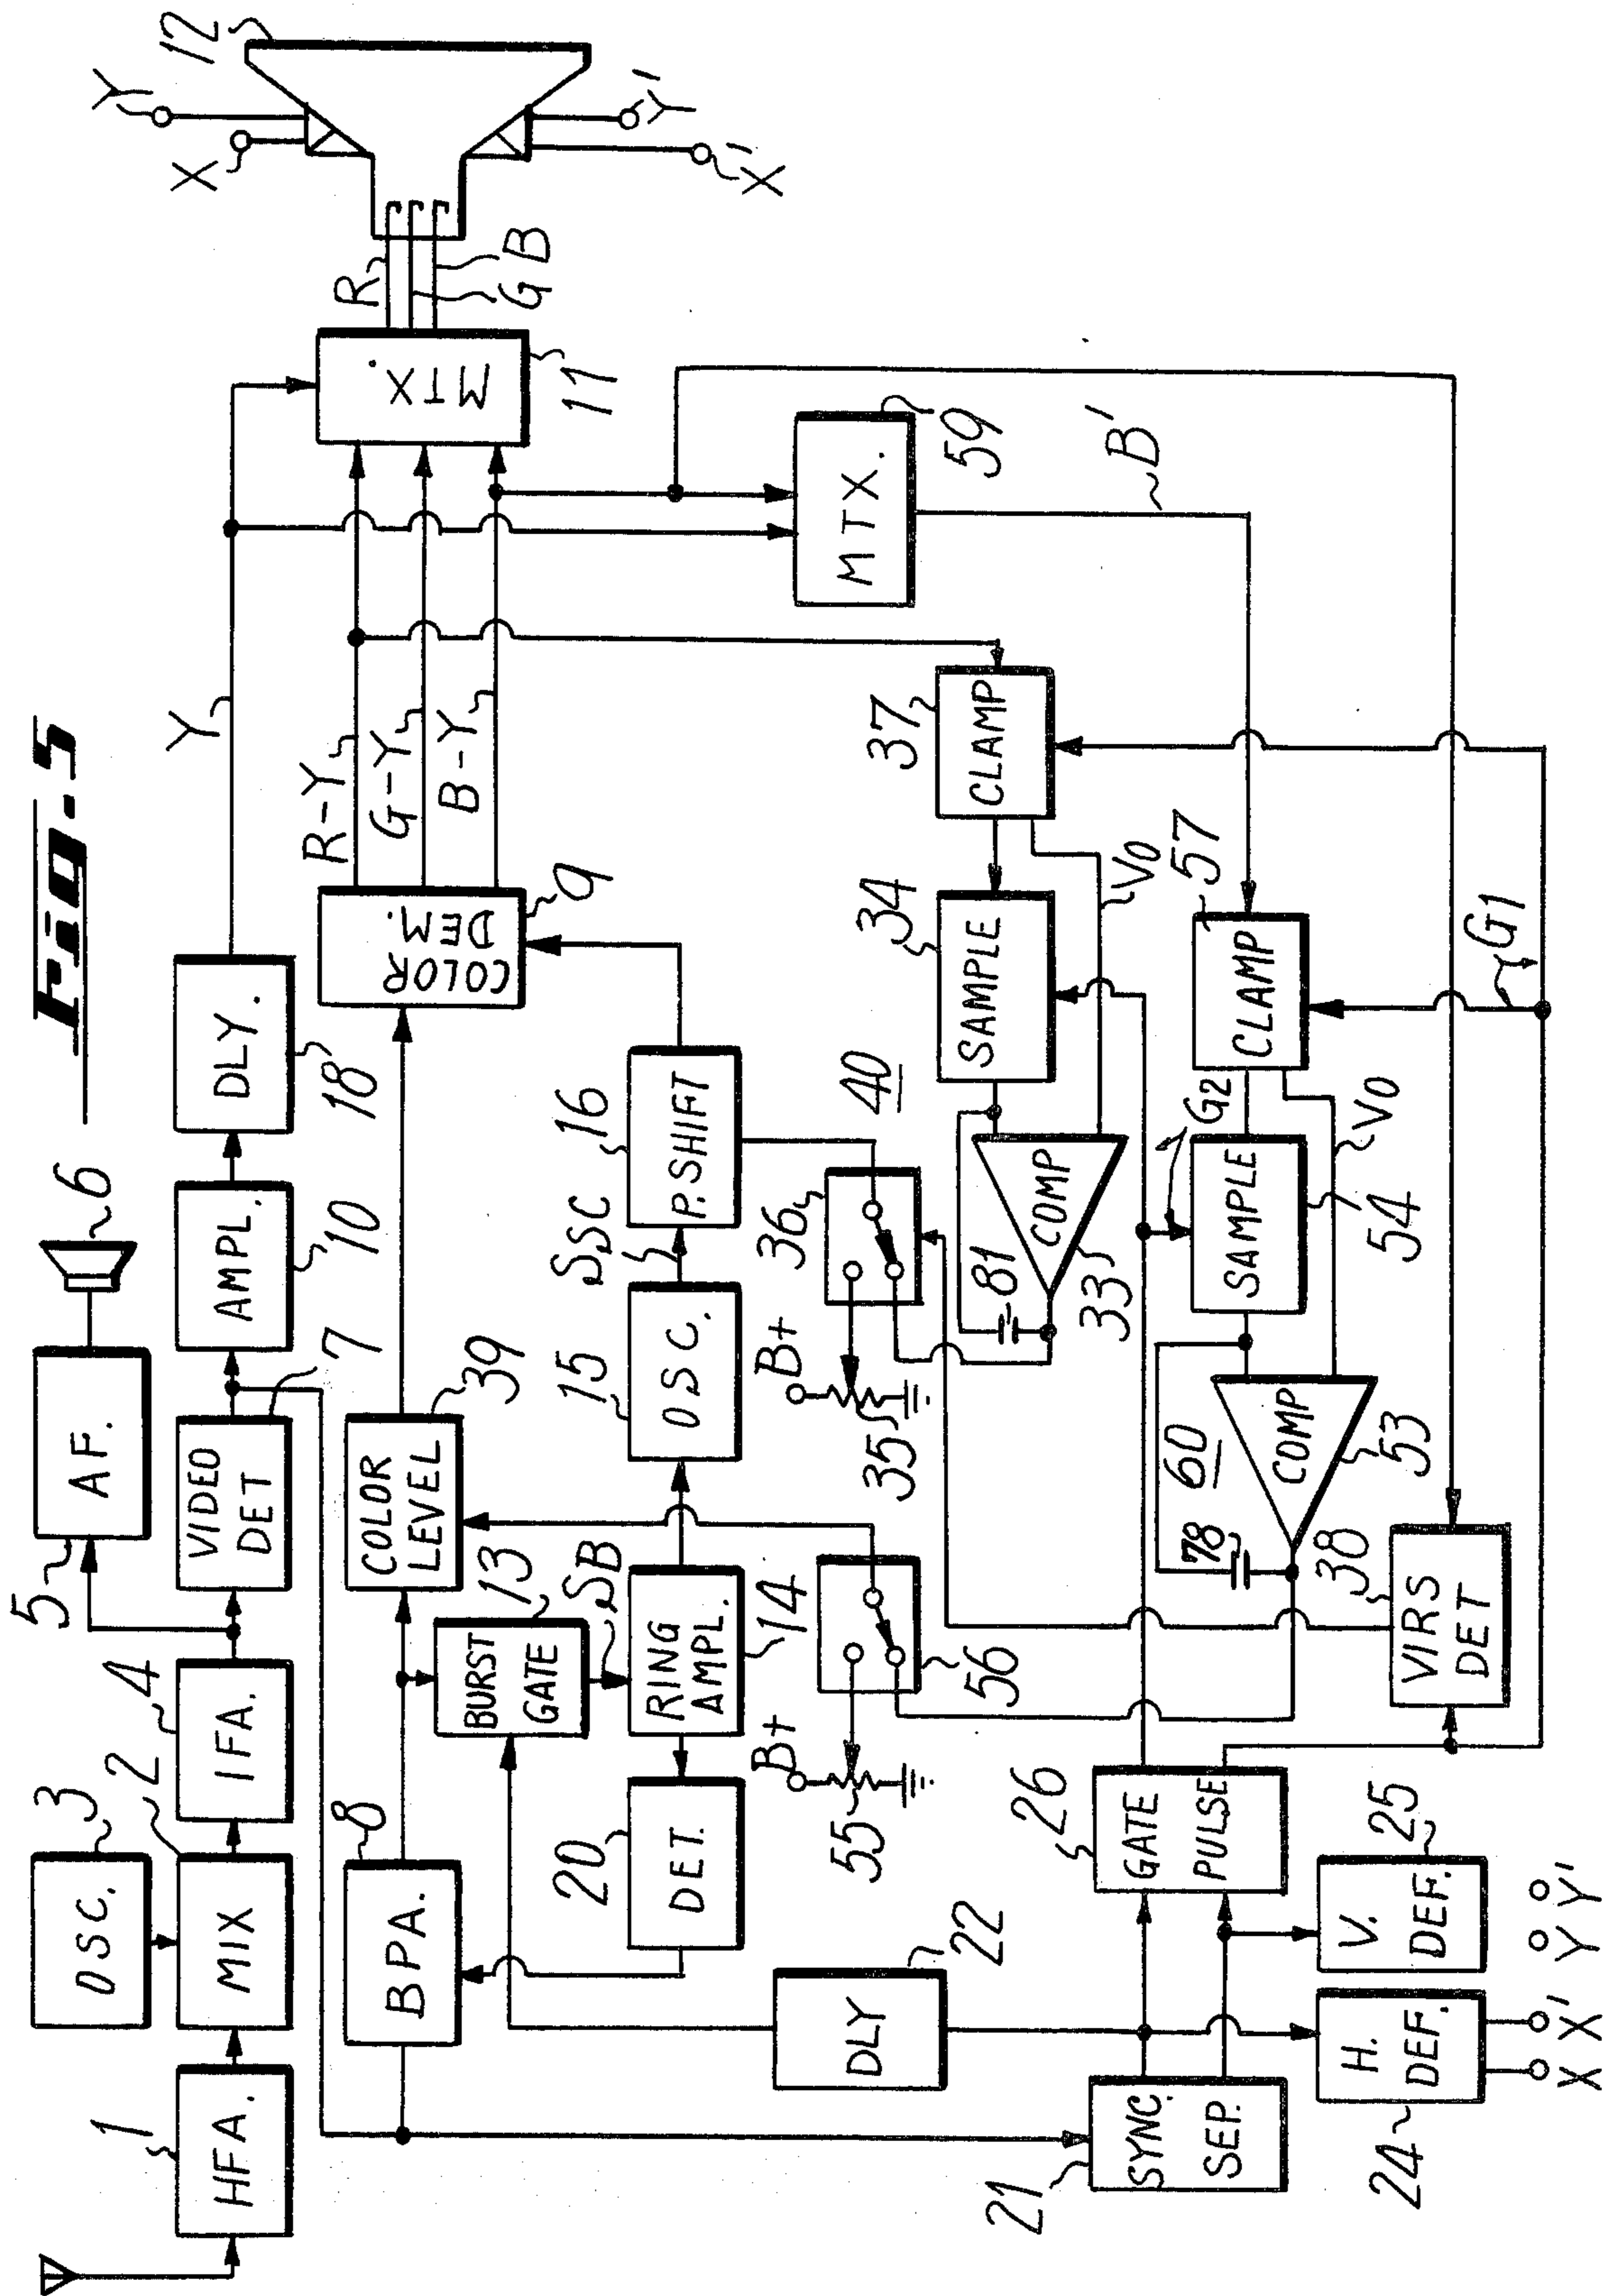 Fig. 5
1
HFA.
OSC.
3
MIX
2
IFA.
4
5
AF.
6
VIDEO
DET
7
AMPL.
10
DLY.
18
Y
BPA.
8
COLOR
LEVEL
39
COLOR
DEM.
9
R-Y
G-Y
B-Y
MTX.
11
R
G
B
12
X
Y
X'
Y'
BURST
GATE
13
SB
RING
AMPL.
14
DET.
20
OSC.
15
SSC
P.SHIFT
16
MTX.
59
B'
DLY
22
B+
55
56
B+
35
36
40
81
COMP
33
SAMPLE
34
CLAMP
37
V0
SYNC.
SEP.
21
GATE
PULSE
26
60
78
COMP
53
SAMPLE
54
G2
CLAMP
57
V0
G1
VIRS
DET
38
H.
DEF.
24
V.
DEF.
25
X X' Y Y'